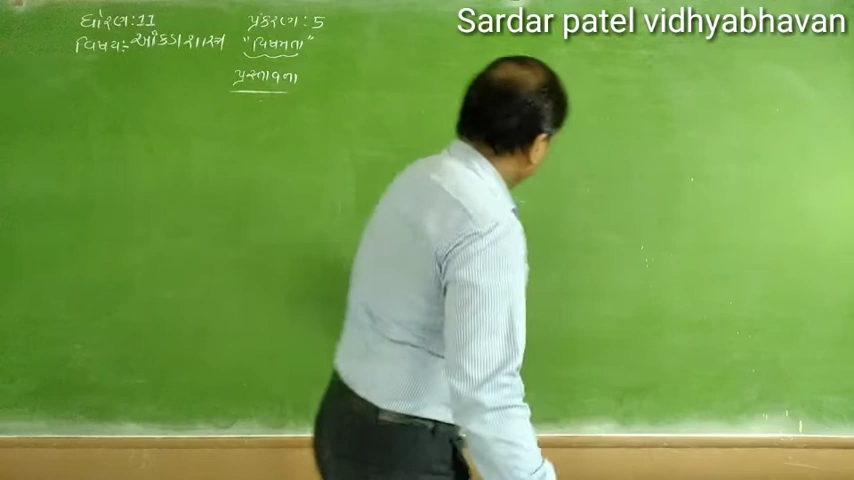 ધોરણ:11
પ્રકરણ:5
Sardar patel vidhyabhavan
વિષય:- આંકડાશાસ્ત્ર
"વિષમતા"
પ્રસ્તાવના